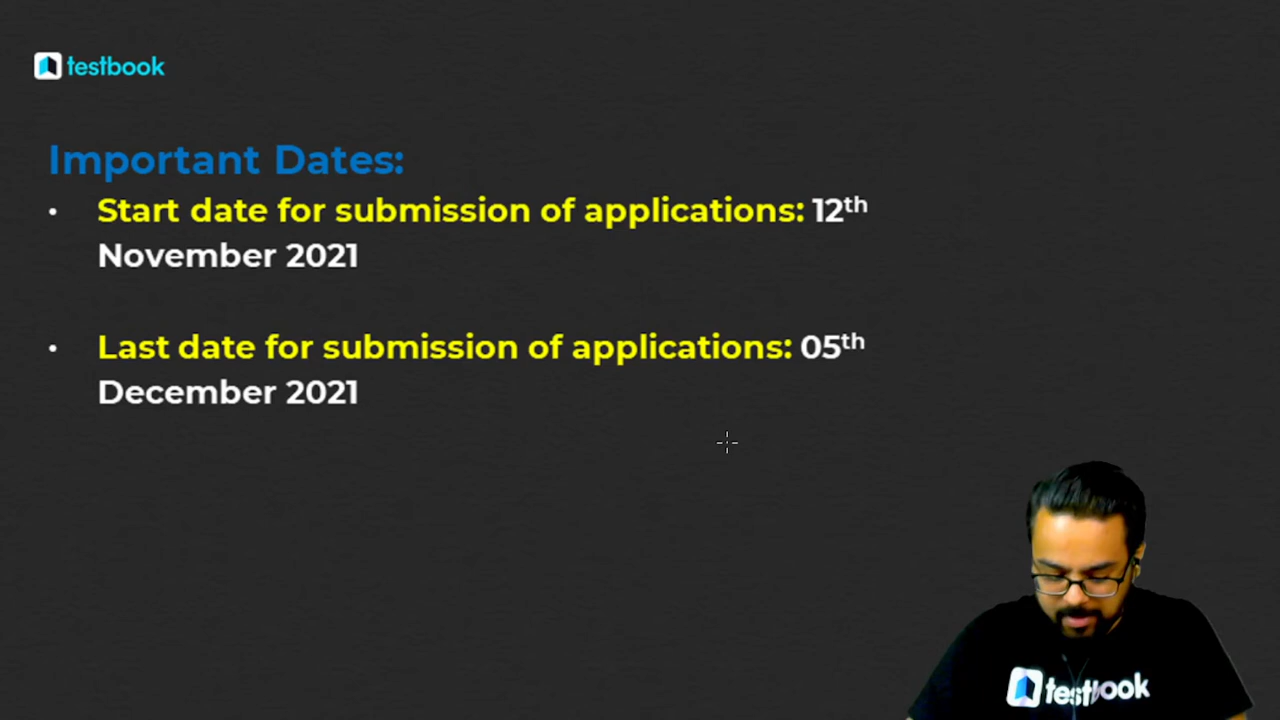 testbook
Important Dates:
• Start date for submission of applications: 12th
November 2021
• Last date for submission of applications: 05th
December 2021
testbook